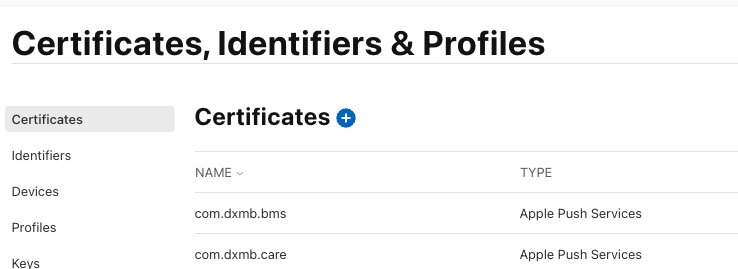 Certificates, Identifiers & Profiles
Certificates
Identifiers
Devices
Profiles
Keys
Certificates
NAME TYPE
com.dxmb.bms Apple Push Services
com.dxmb.care Apple Push Services